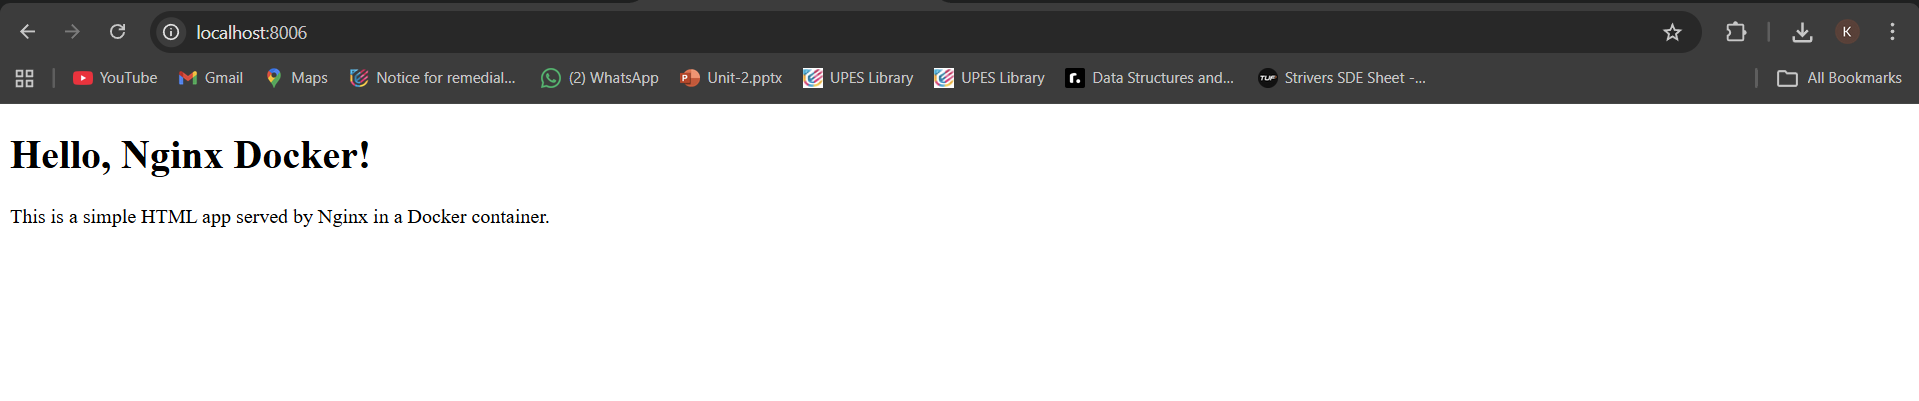 localhost:8006
K
YouTube
Gmail
Maps
Notice for remedial...
(2) WhatsApp
Unit-2.pptx
UPES Library
UPES Library
r.
Data Structures and...
TUF
Strivers SDE Sheet -...
All Bookmarks
Hello, Nginx Docker!
This is a simple HTML app served by Nginx in a Docker container.